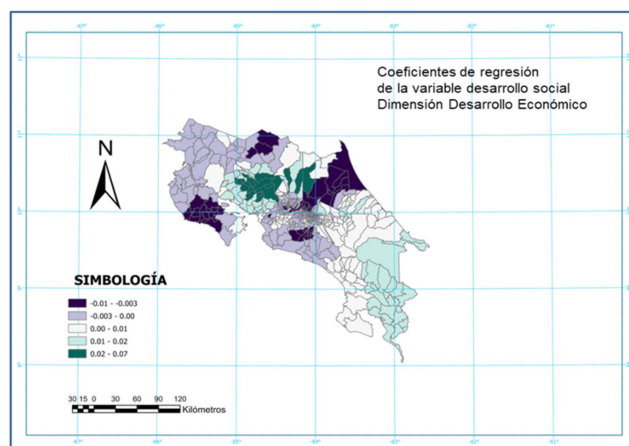 Coeficientes de regresión
de la variable desarrollo social
Dimensión Desarrollo Económico
N
SIMBOLOGÍA
-0.01 - -0.003
-0.003 - 0.00
0.00 - 0.01
0.01 - 0.02
0.02 - 0.07
30 15 0 30 60 90 120
Kilómetros